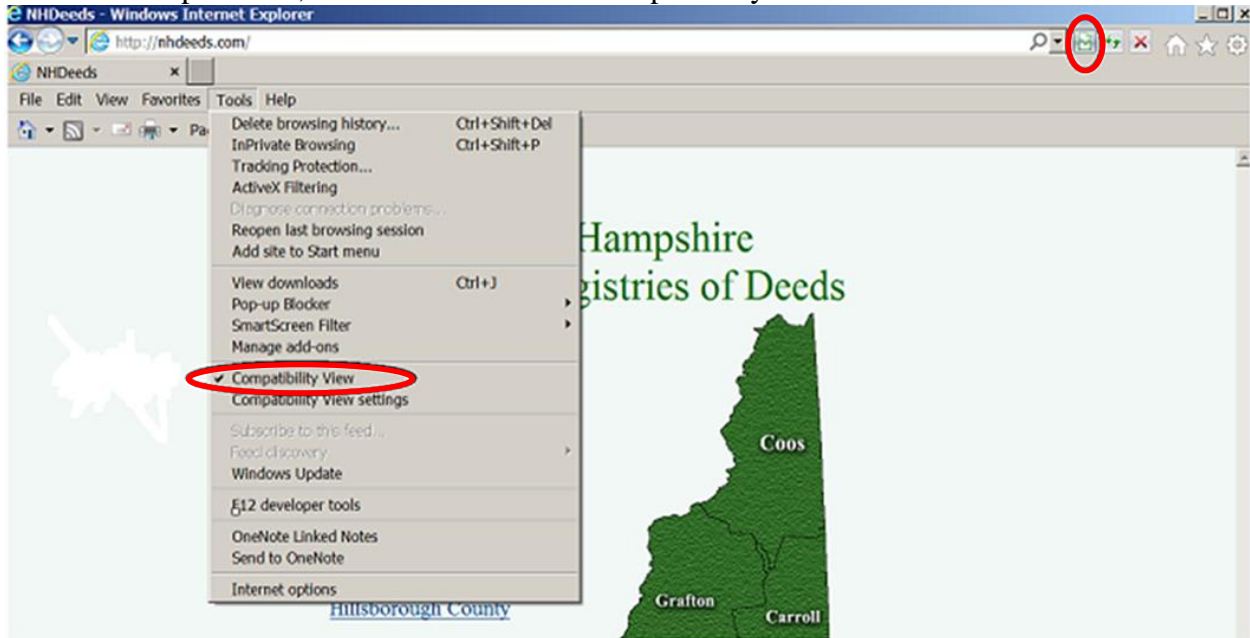 NHDeeds - Windows Internet Explorer
http://nhdeeds.com/
NHDeeds
File Edit View Favorites Tools Help
Pa
Delete browsing history... Ctrl+Shift+Del
InPrivate Browsing Ctrl+Shift+P
Tracking Protection...
ActiveX Filtering
Diagnose connection problems...
Reopen last browsing session
Add site to Start menu
View downloads Ctrl+J
Pop-up Blocker
SmartScreen Filter
Manage add-ons
Compatibility View
Compatibility View settings
Subscribe to this feed...
Feed discovery
Windows Update
F12 developer tools
OneNote Linked Notes
Send to OneNote
Internet options
Hampshire
gistries of Deeds
Coos
Grafton
Carroll
Hillsborough County